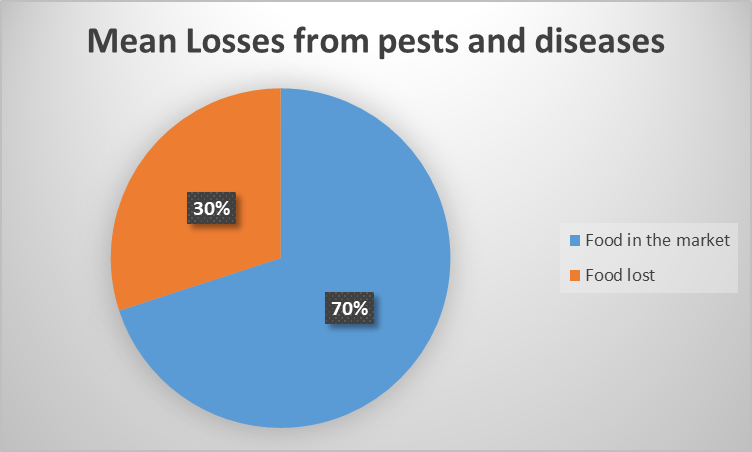 Mean Losses from pests and diseases
30%
70%
Food in the market
Food lost